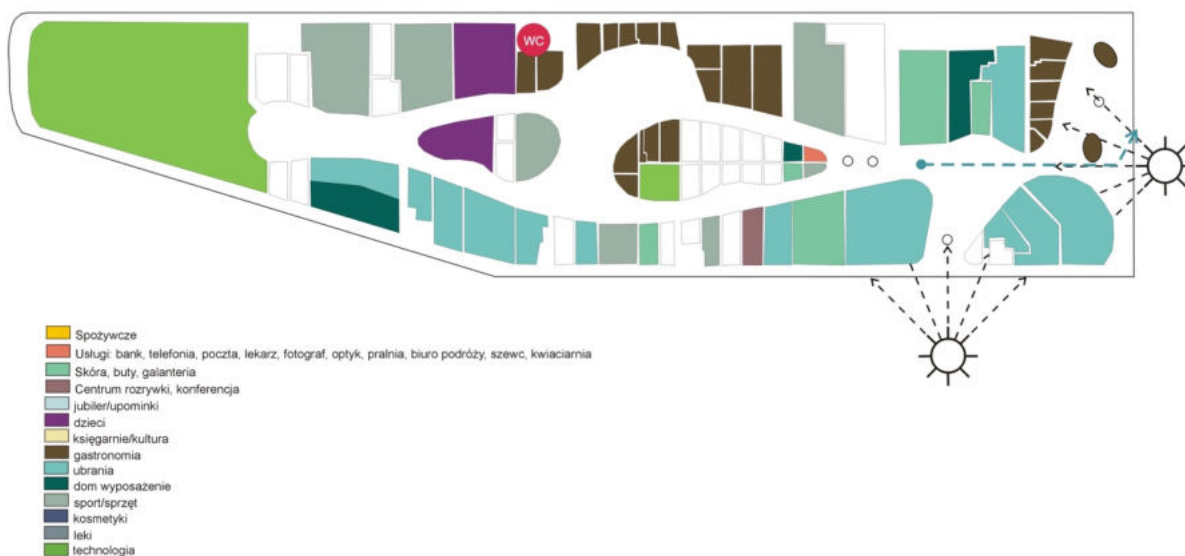 WC
Spożywcze
Usługi: bank, telefonia, poczta, lekarz, fotograf, optyk, pralnia, biuro podróży, szewc, kwiaciarnia
Skóra, buty, galanteria
Centrum rozrywki, konferencja
jubiler/upominki
dzieci
księgarnie/kultura
gastronomia
ubrania
dom wyposażenie
sport/sprzęt
kosmetyki
leki
technologia